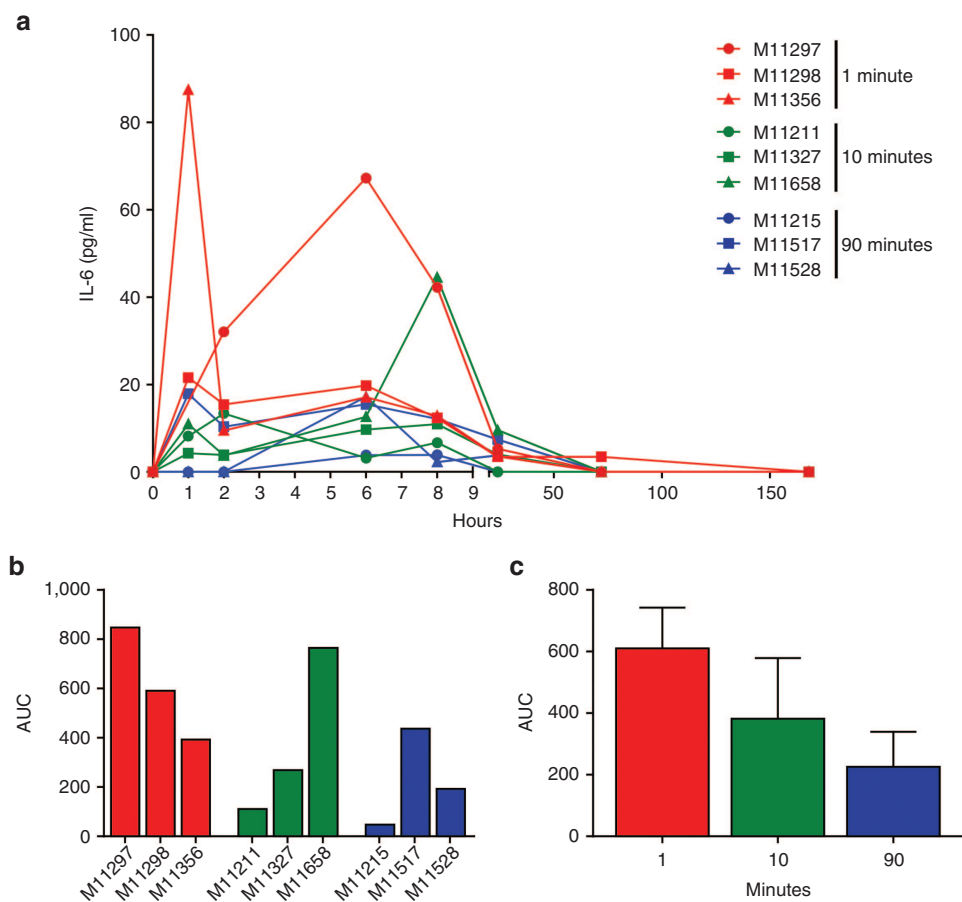 a
100
80
60
40
20
0
IL-6 (pg/ml)
0 1 2 3 4 5 6 7 8 9 50 100 150
Hours
M11297
M11298
M11356
1 minute
M11211
M11327
M11658
10 minutes
M11215
M11517
M11528
90 minutes
b
1,000
800
600
400
200
0
AUC
M11297 M11298 M11356 M11211 M11327 M11658 M11215 M11517 M11528
c
800
600
400
200
0
AUC
1 10 90
Minutes